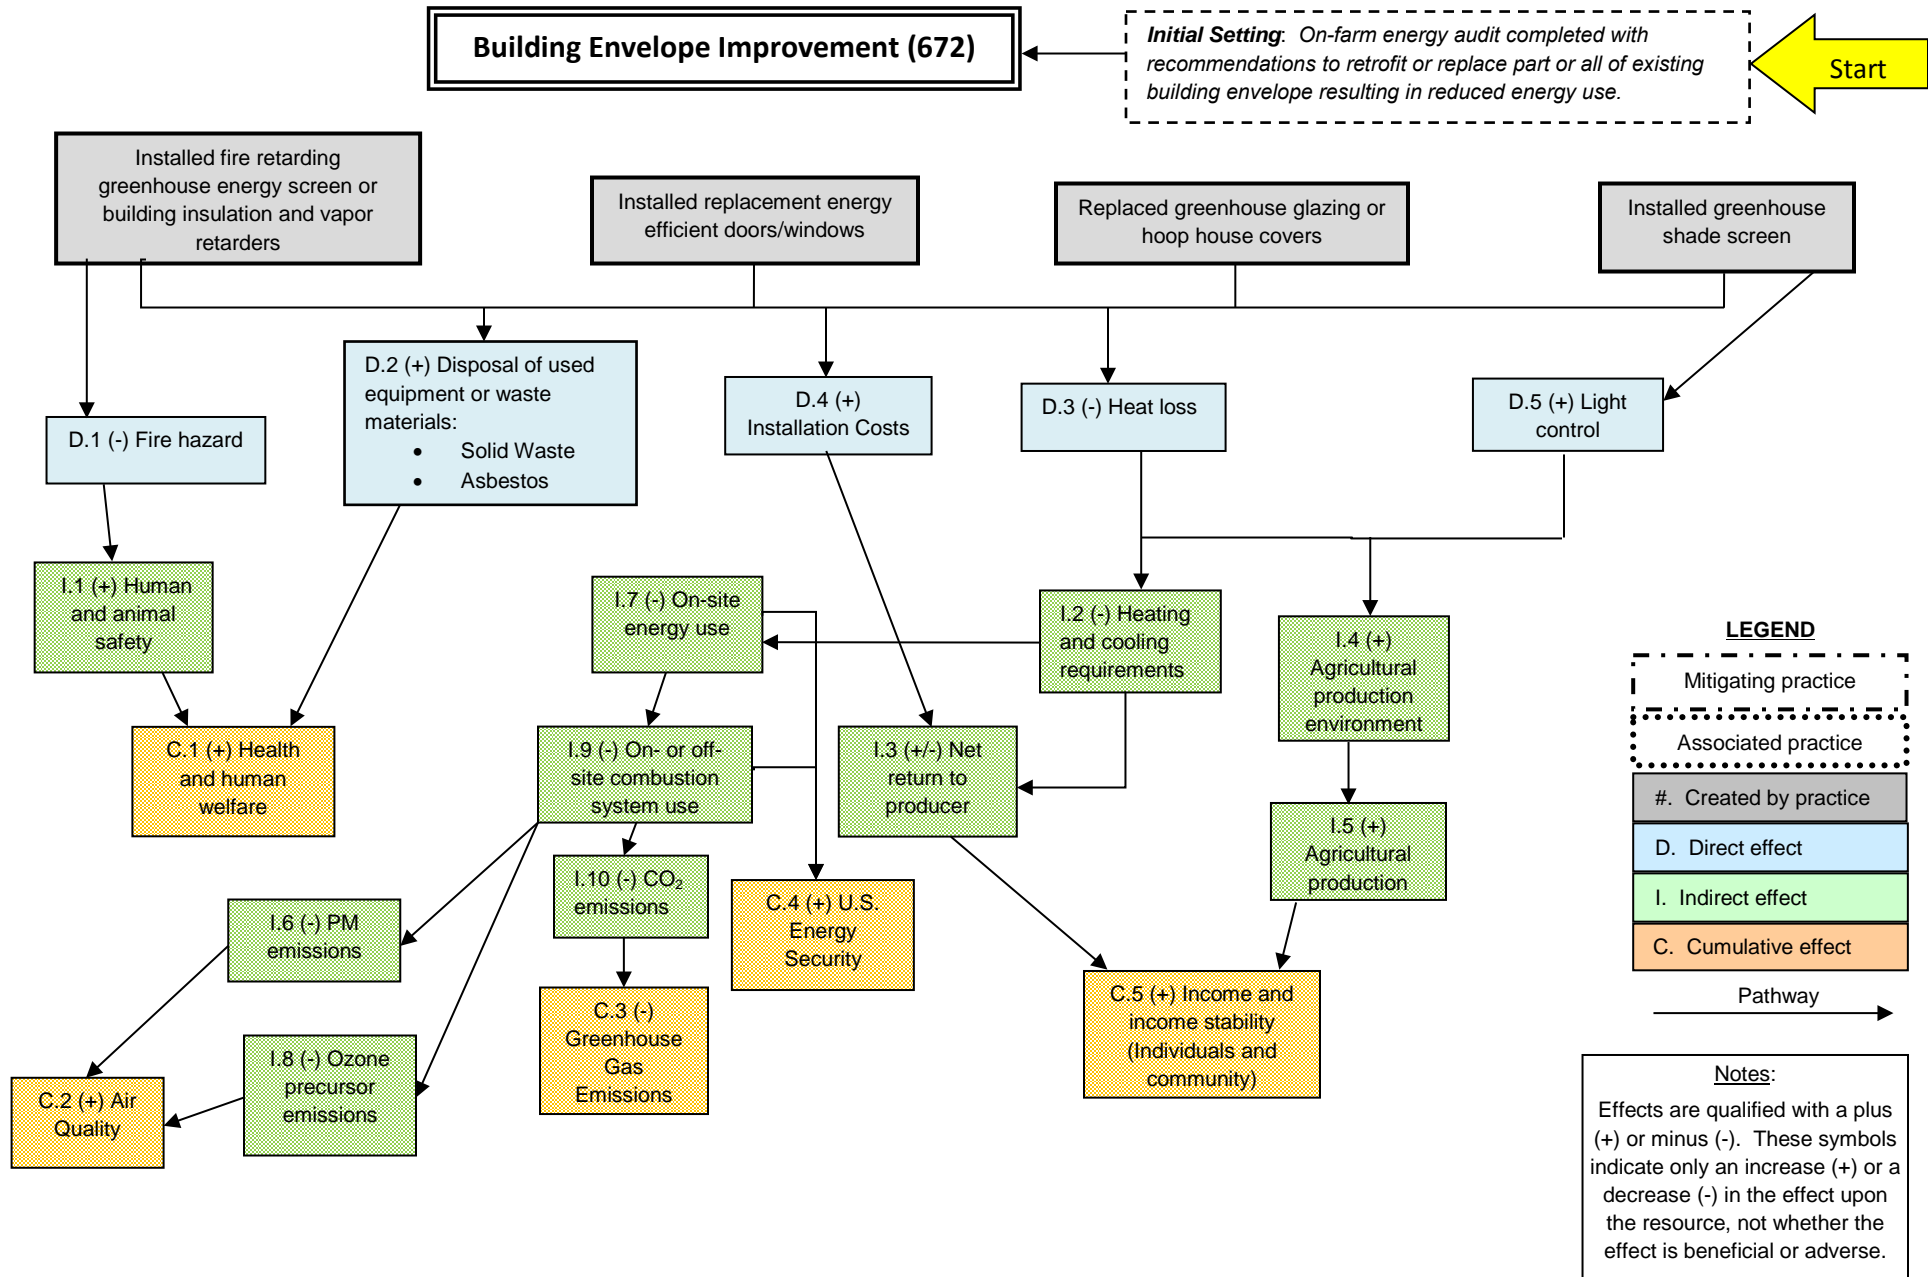 Building Envelope Improvement (672)
Initial Setting:  On-farm energy audit completed with
recommendations to retrofit or replace part or all of existing
building envelope resulting in reduced energy use.
Start
Installed fire retarding
greenhouse energy screen or
building insulation and vapor
retarders
Installed replacement energy
efficient doors/windows
Replaced greenhouse glazing or
hoop house covers
Installed greenhouse
shade screen
D.1 (-) Fire hazard
D.2 (+) Disposal of used
equipment or waste
materials:
• Solid Waste
• Asbestos
D.4 (+)
Installation Costs
D.3 (-) Heat loss
D.5 (+) Light
control
I.1 (+) Human
and animal
safety
I.7 (-) On-site
energy use
I.2 (-) Heating
and cooling
requirements
I.4 (+)
Agricultural
production
environment
C.1 (+) Health
and human
welfare
I.9 (-) On- or off-
site combustion
system use
I.3 (+/-) Net
return to
producer
I.5 (+)
Agricultural
production
I.10 (-) CO₂
emissions
C.4 (+) U.S.
Energy
Security
I.6 (-) PM
emissions
C.3 (-)
Greenhouse
Gas
Emissions
C.5 (+) Income and
income stability
(Individuals and
community)
I.8 (-) Ozone
precursor
emissions
C.2 (+) Air
Quality
LEGEND
Mitigating practice
Associated practice
#.  Created by practice
D.  Direct effect
I.  Indirect effect
C.  Cumulative effect
Pathway
Notes:
Effects are qualified with a plus
(+) or minus (-).  These symbols
indicate only an increase (+) or a
decrease (-) in the effect upon
the resource, not whether the
effect is beneficial or adverse.